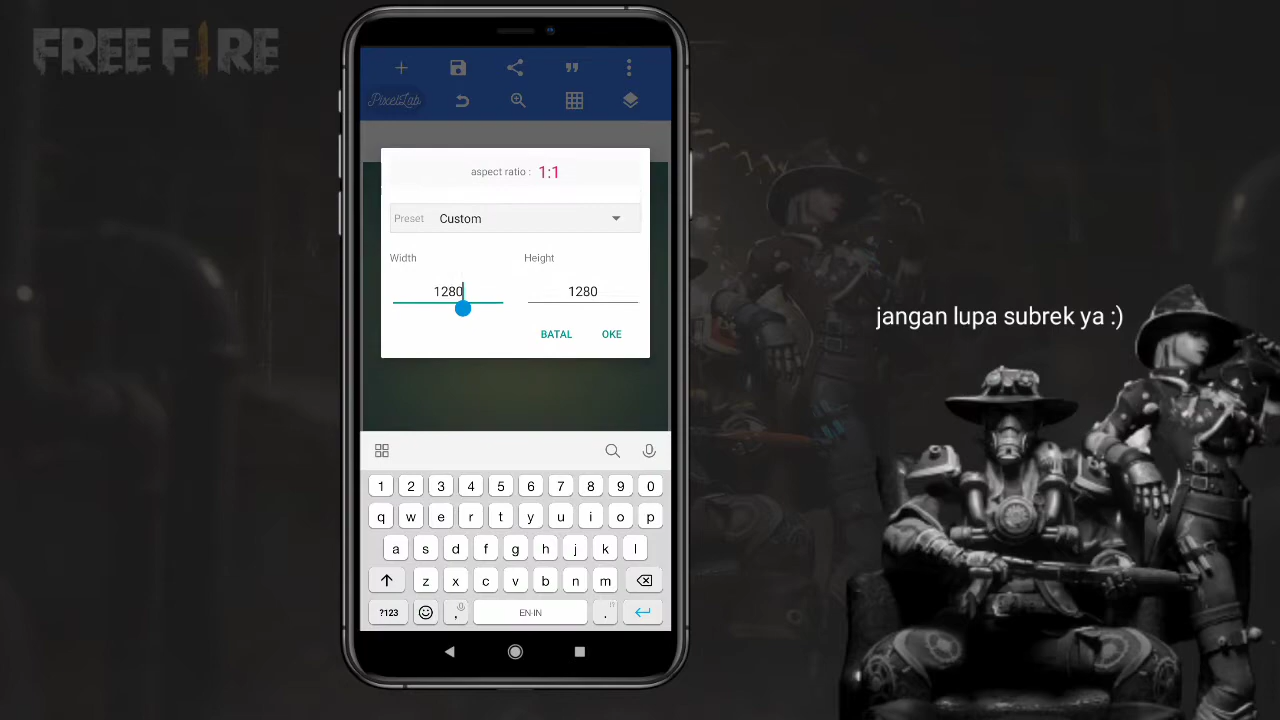 FREE FIRE
PixelLab
aspect ratio : 1:1
Preset Custom
Width Height
1280 1280
BATAL OKE
jangan lupa subrek ya :)
1 2 3 4 5 6 7 8 9 0
q w e r t y u i o p
a s d f g h j k l
z x c v b n m
?123 , EN·IN .